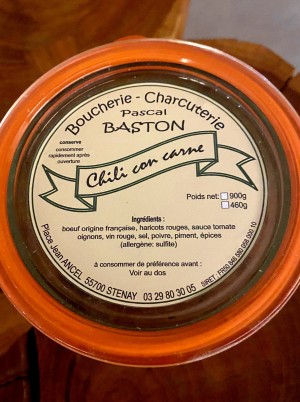 Boucherie - Charcuterie
Pascal
BASTON
conserve
consommer
rapidement après
ouverture
Chili con carne
Poids net: 900g
460g
Ingrédients :
boeuf origine française, haricots rouges, sauce tomate
oignons, vin rouge, sel, poivre, piment, épices
(allergène: sulfite)
à consommer de préférence avant :
Voir au dos
Place Jean ANCEL 55700 STENAY 03 29 80 30 05